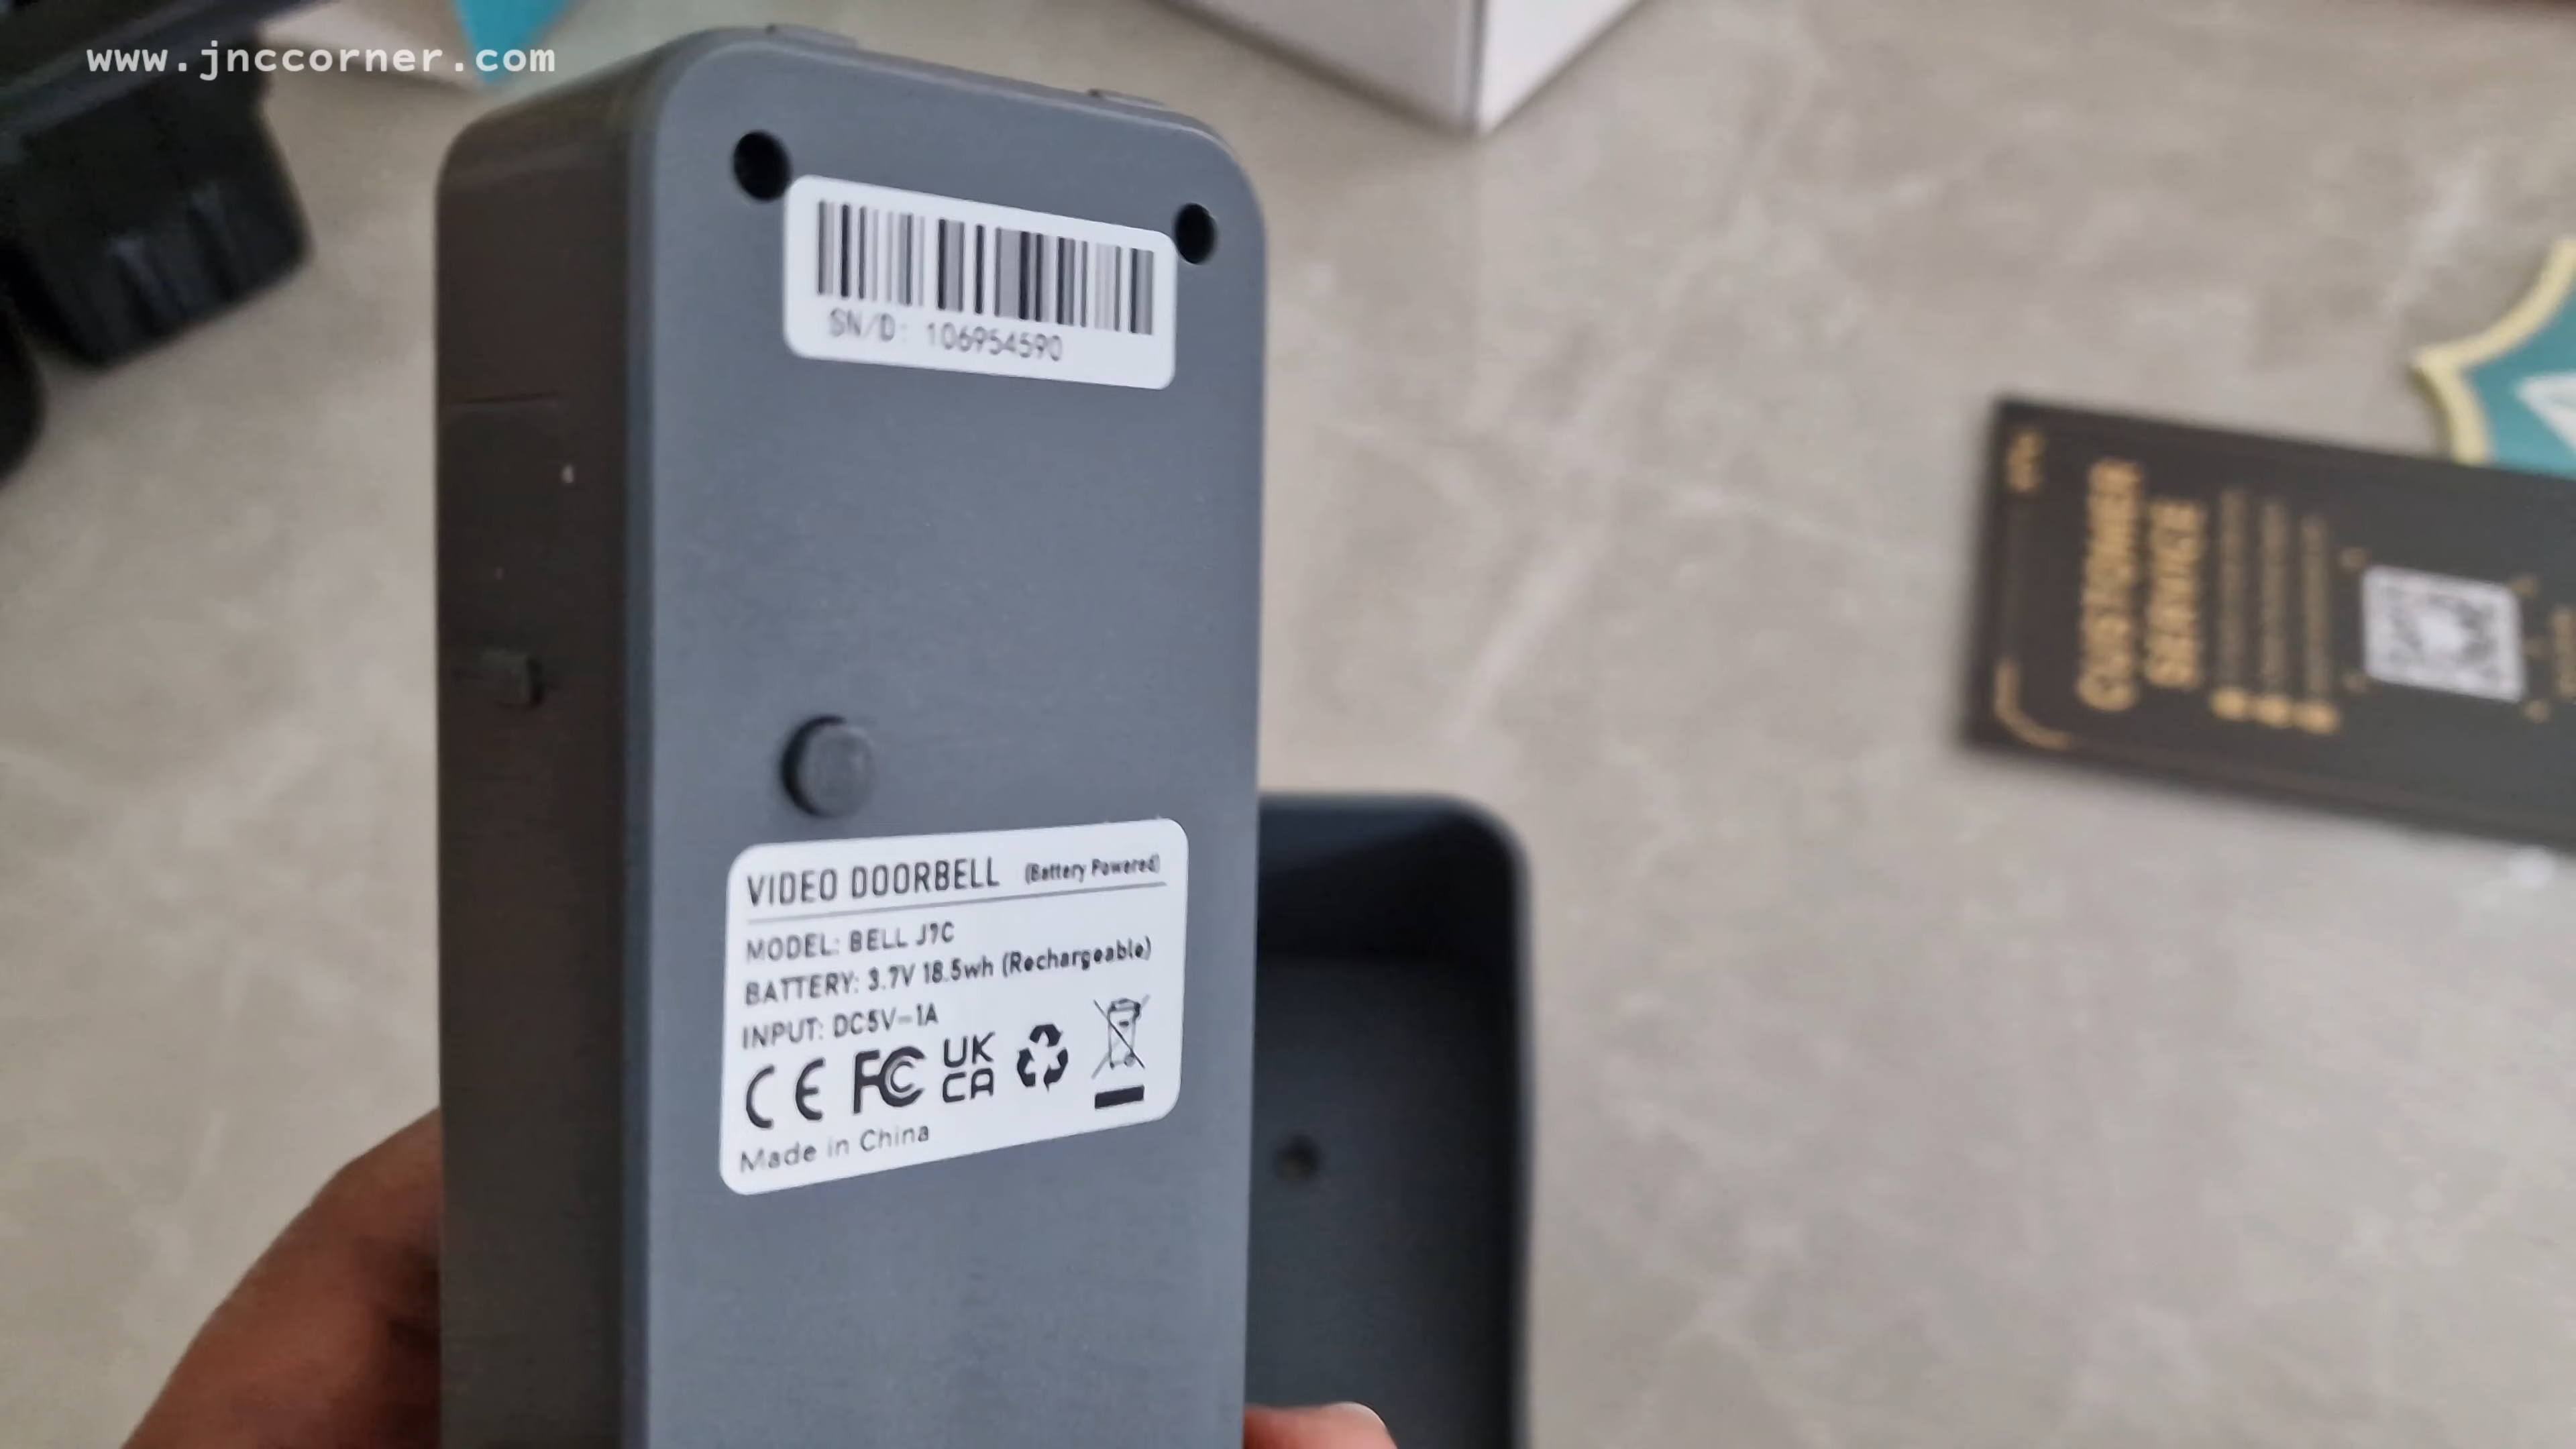 www.jnccorner.com
SN/D: 106954590
VIDEO DOORBELL (Battery Powered)
MODEL: BELL J7C
BATTERY: 3.7V 18.5wh (Rechargeable)
INPUT: DC5V-1A
CE FC UK CA
Made in China
CUSTOMER
SERVICE